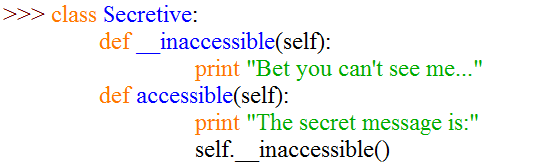 >>> class Secretive:
def __inaccessible(self):
print "Bet you can't see me..."
def accessible(self):
print "The secret message is:"
self.__inaccessible()